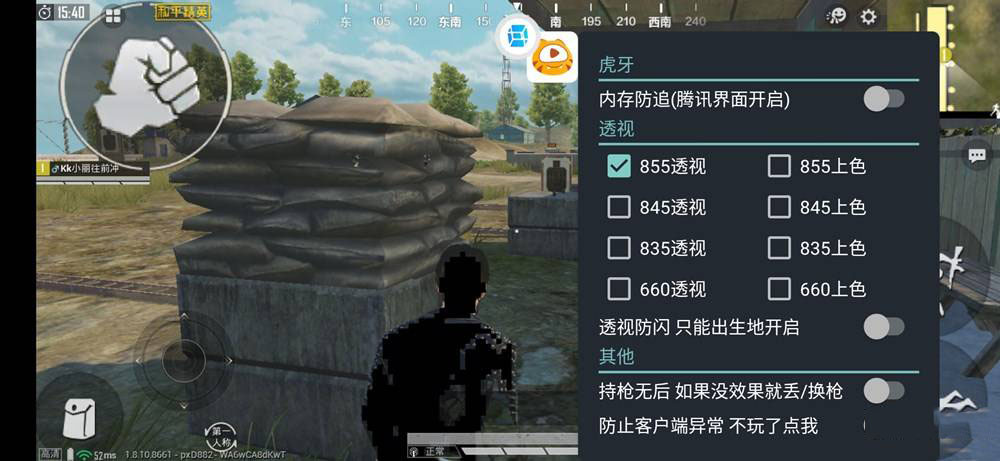 15:40
和平精英
东 105 120 东南 150 南 195 210 西南 240
1 Kk小丽往前冲
虎牙
内存防追(腾讯界面开启)
透视
855透视 855上色
845透视 845上色
835透视 835上色
660透视 660上色
透视防闪 只能出生地开启
其他
持枪无后 如果没效果就丢/换枪
防止客户端异常 不玩了点我
第一人称
正常
高清 52ms 1.8.10.8661 - pxD882 - WA6wCA8dKwT